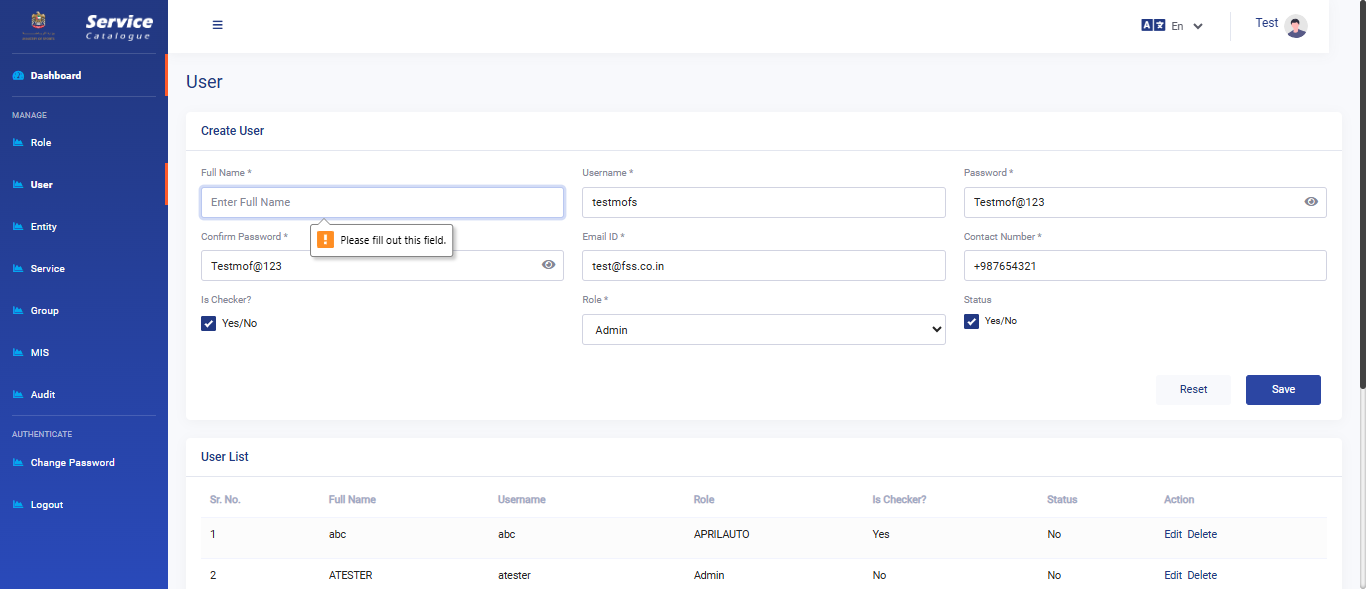 Service
Catalogue
Dashboard
MANAGE
Role
User
Entity
Service
Group
MIS
Audit
AUTHENTICATE
Change Password
Logout
En
Test
User
Create User
Full Name * Username * Password *
Enter Full Name testmofs Testmof@123
Please fill out this field.
Confirm Password * Email ID * Contact Number *
Testmof@123 test@fss.co.in +987654321
Is Checker? Role * Status
Yes/No Admin Yes/No
Reset Save
User List
Sr. No. Full Name Username Role Is Checker? Status Action
1 abc abc APRILAUTO Yes No Edit Delete
2 ATESTER atester Admin No No Edit Delete